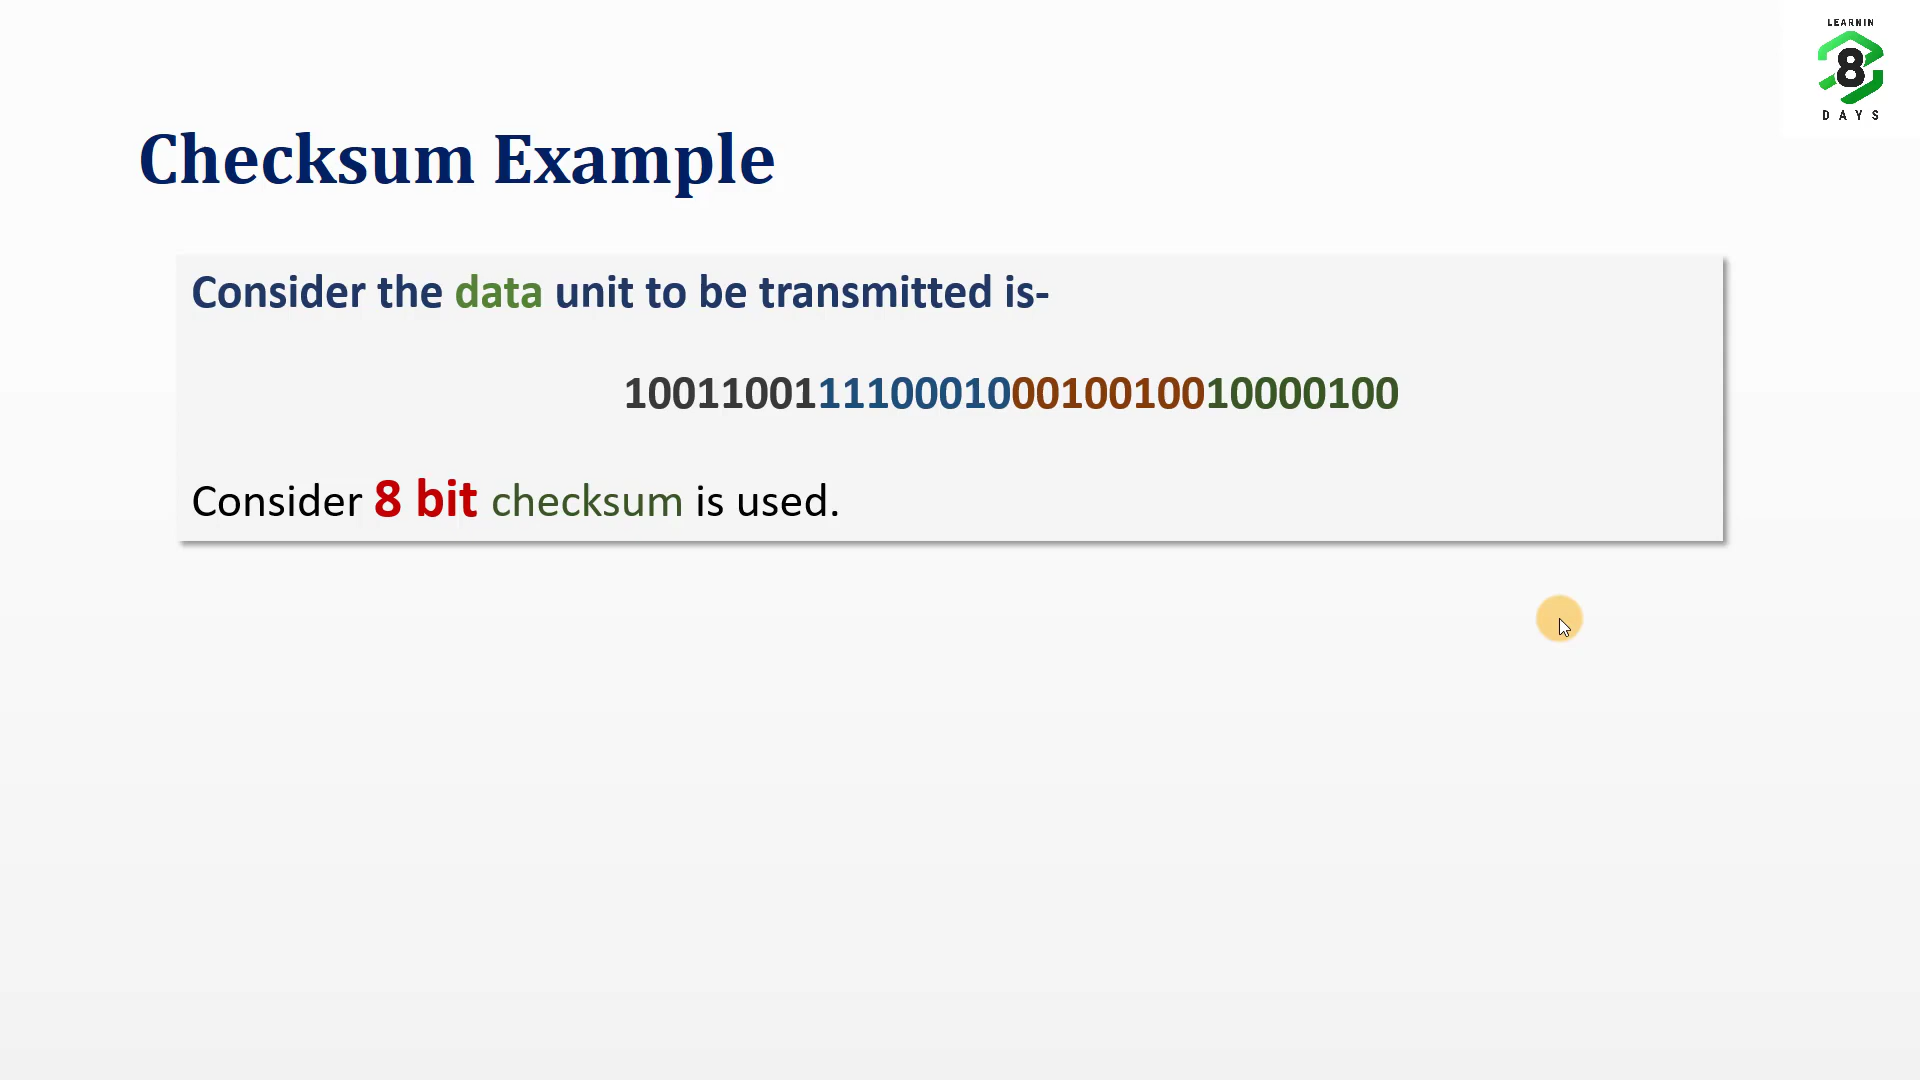 LEARNIN
8
DAYS
Checksum Example
Consider the data unit to be transmitted is-
10011001111000100010010010000100
Consider 8 bit checksum is used.